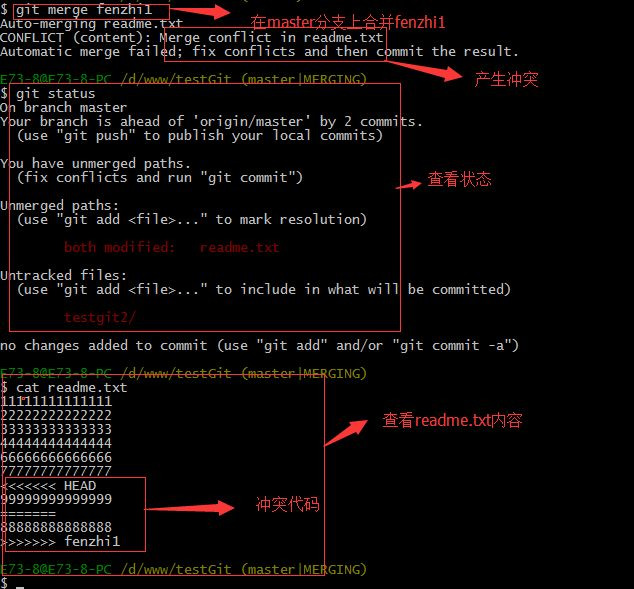 $ git merge fenzhi1
在master分支上合并fenzhi1
Auto-merging readme.txt
CONFLICT (content): Merge conflict in readme.txt
Automatic merge failed; fix conflicts and then commit the result.
产生冲突
E73-8@E73-8-PC /d/www/testGit (master|MERGING)
$ git status
On branch master
Your branch is ahead of 'origin/master' by 2 commits.
(use "git push" to publish your local commits)
You have unmerged paths.
(fix conflicts and run "git commit")
查看状态
Unmerged paths:
(use "git add <file>..." to mark resolution)
both modified: readme.txt
Untracked files:
(use "git add <file>..." to include in what will be committed)
testgit2/
no changes added to commit (use "git add" and/or "git commit -a")
E73-8@E73-8-PC /d/www/testGit (master|MERGING)
$ cat readme.txt
11111111111111
22222222222222
33333333333333
查看readme.txt内容
44444444444444
66666666666666
77777777777777
<<<<<<< HEAD
99999999999999
冲突代码
=======
88888888888888
>>>>>>> fenzhi1
E73-8@E73-8-PC /d/www/testGit (master|MERGING)
$